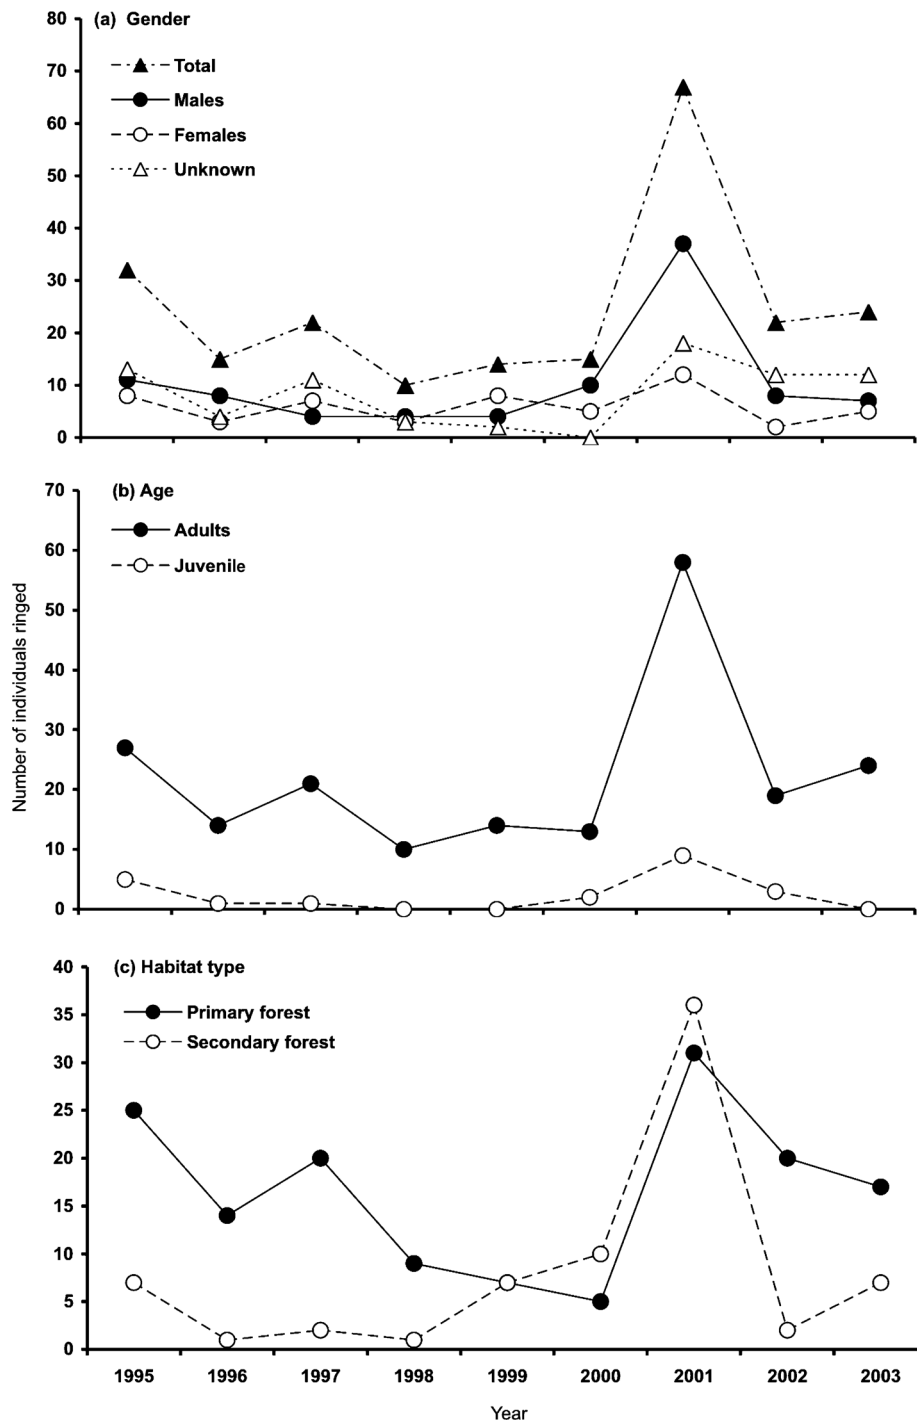 (a) Gender
Total
Males
Females
Unknown
80
70
60
50
40
30
20
10
0
(b) Age
Adults
Juvenile
70
60
50
40
30
20
10
0
Number of individuals ringed
(c) Habitat type
Primary forest
Secondary forest
40
35
30
25
20
15
10
5
0
1995 1996 1997 1998 1999 2000 2001 2002 2003
Year